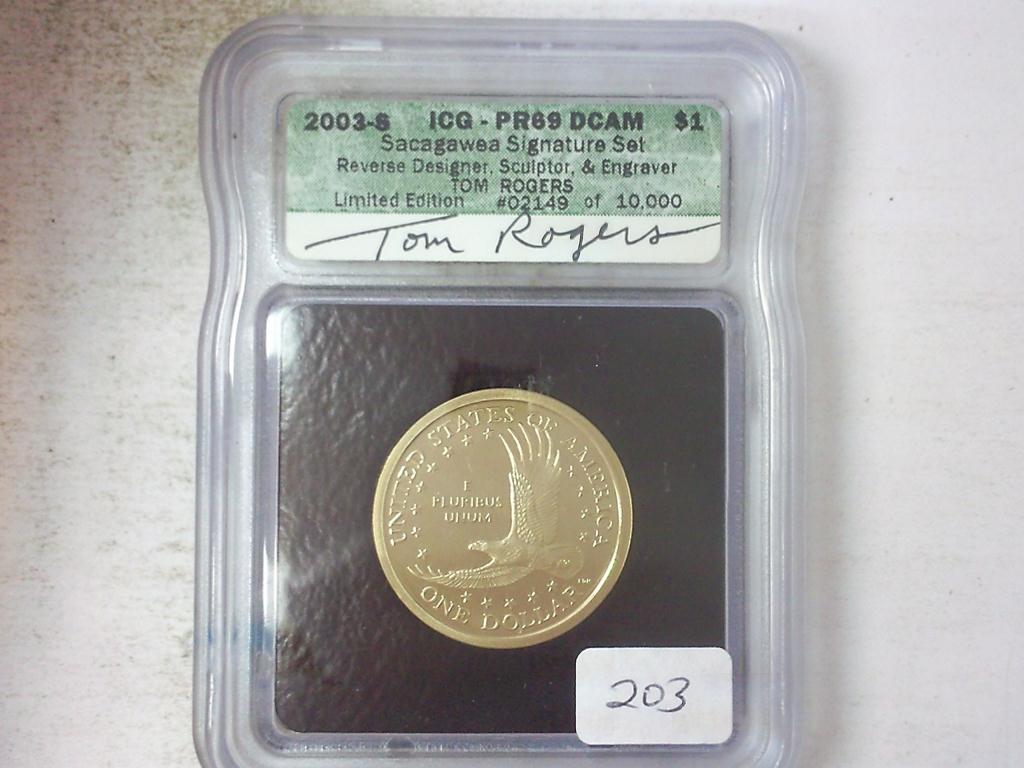 2003-S ICG - PR69 DCAM $1
Sacagawea Signature Set
Reverse Designer, Sculptor, & Engraver
TOM ROGERS
Limited Edition #02149 of 10,000
Tom Rogers
UNITED STATES OF AMERICA
E
PLURIBUS
UNUM
ONE DOLLAR
203